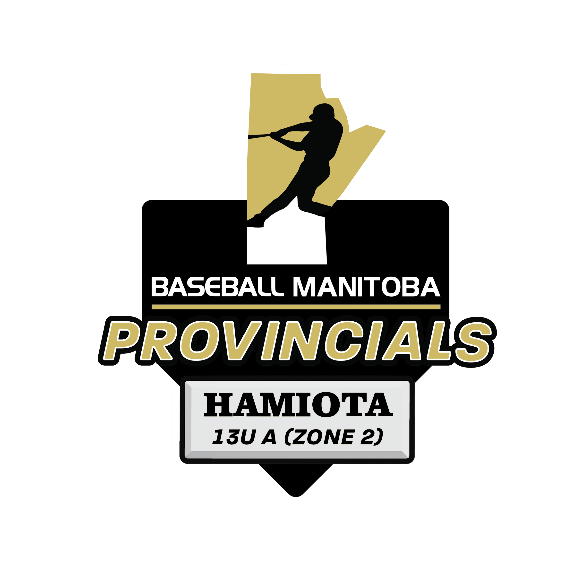 BASEBALL MANITOBA
PROVINCIALS
HAMIOTA
13U A (ZONE 2)